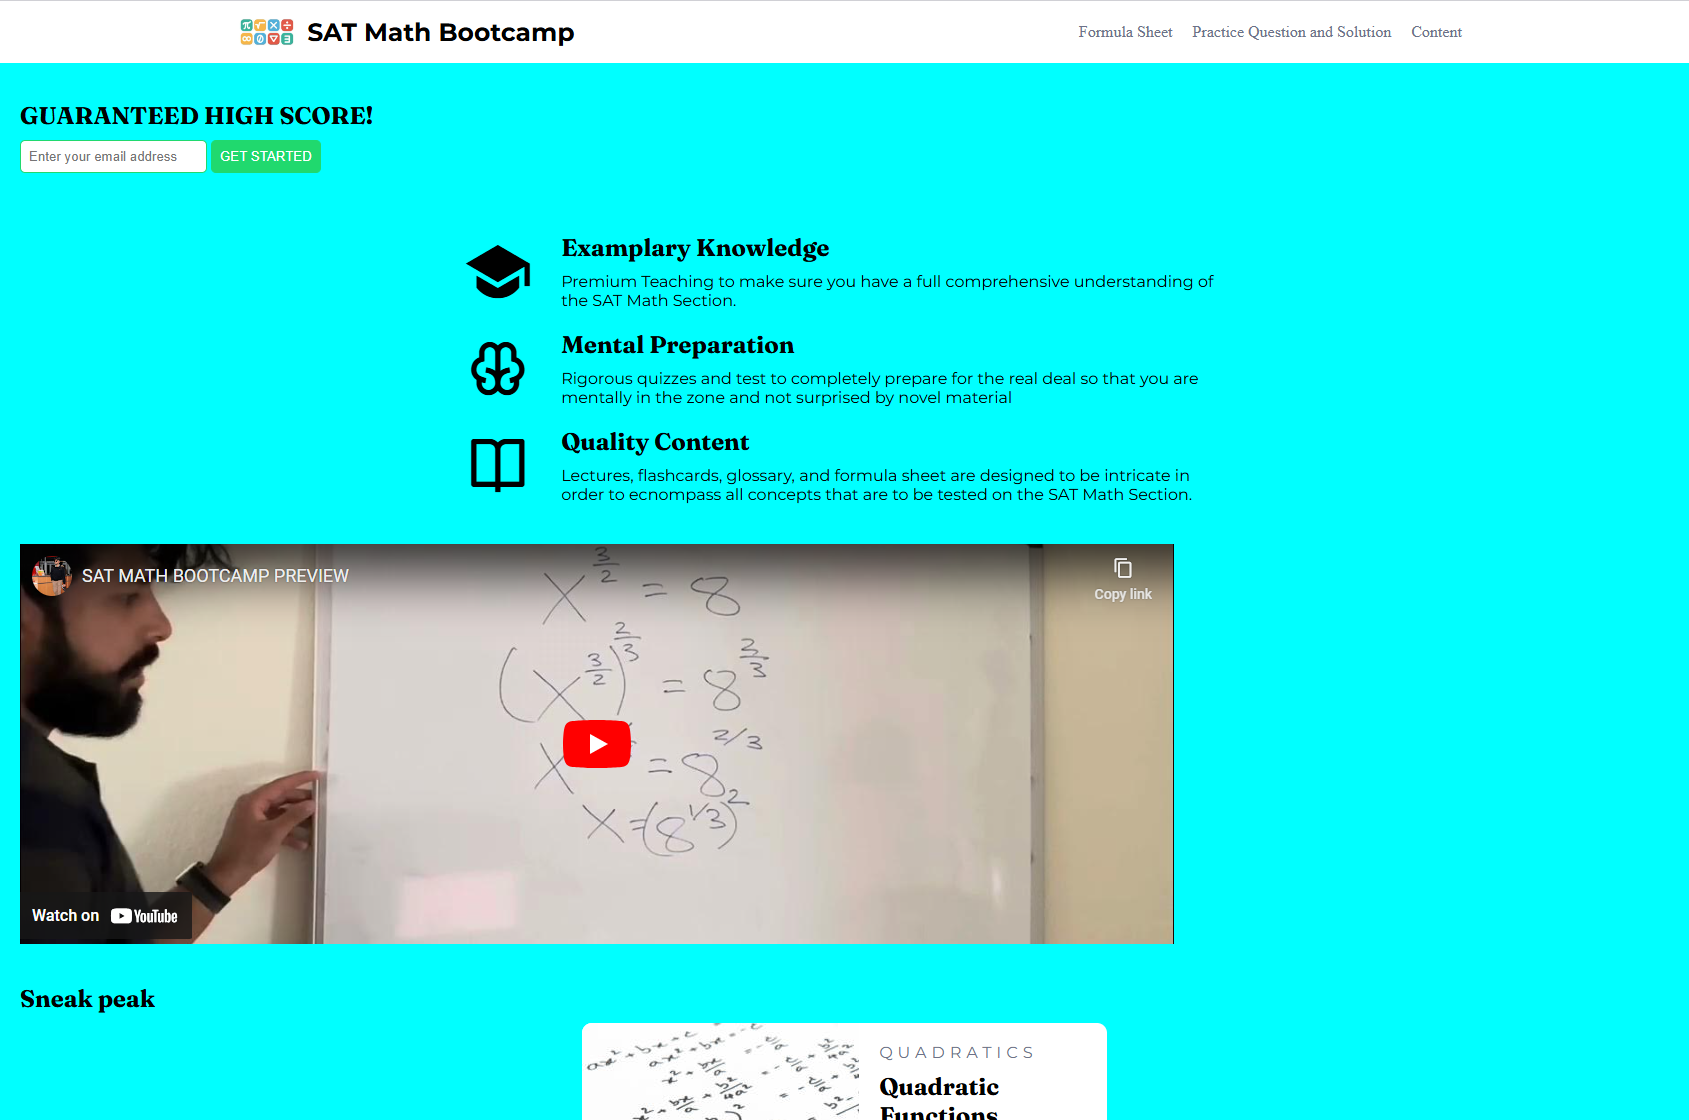 SAT Math Bootcamp
Formula Sheet Practice Question and Solution Content
GUARANTEED HIGH SCORE!
Enter your email address GET STARTED
Examplary Knowledge
Premium Teaching to make sure you have a full comprehensive understanding of
the SAT Math Section.
Mental Preparation
Rigorous quizzes and test to completely prepare for the real deal so that you are
mentally in the zone and not surprised by novel material
Quality Content
Lectures, flashcards, glossary, and formula sheet are designed to be intricate in
order to ecnompass all concepts that are to be tested on the SAT Math Section.
SAT MATH BOOTCAMP PREVIEW
Copy link
x^(3/2) = 8
(x^(3/2))^(2/3) = 8^(2/3)
x = 8^(2/3)
x = (8^(1/3))^2
Watch on YouTube
Sneak peak
QUADRATICS
Quadratic
Functions